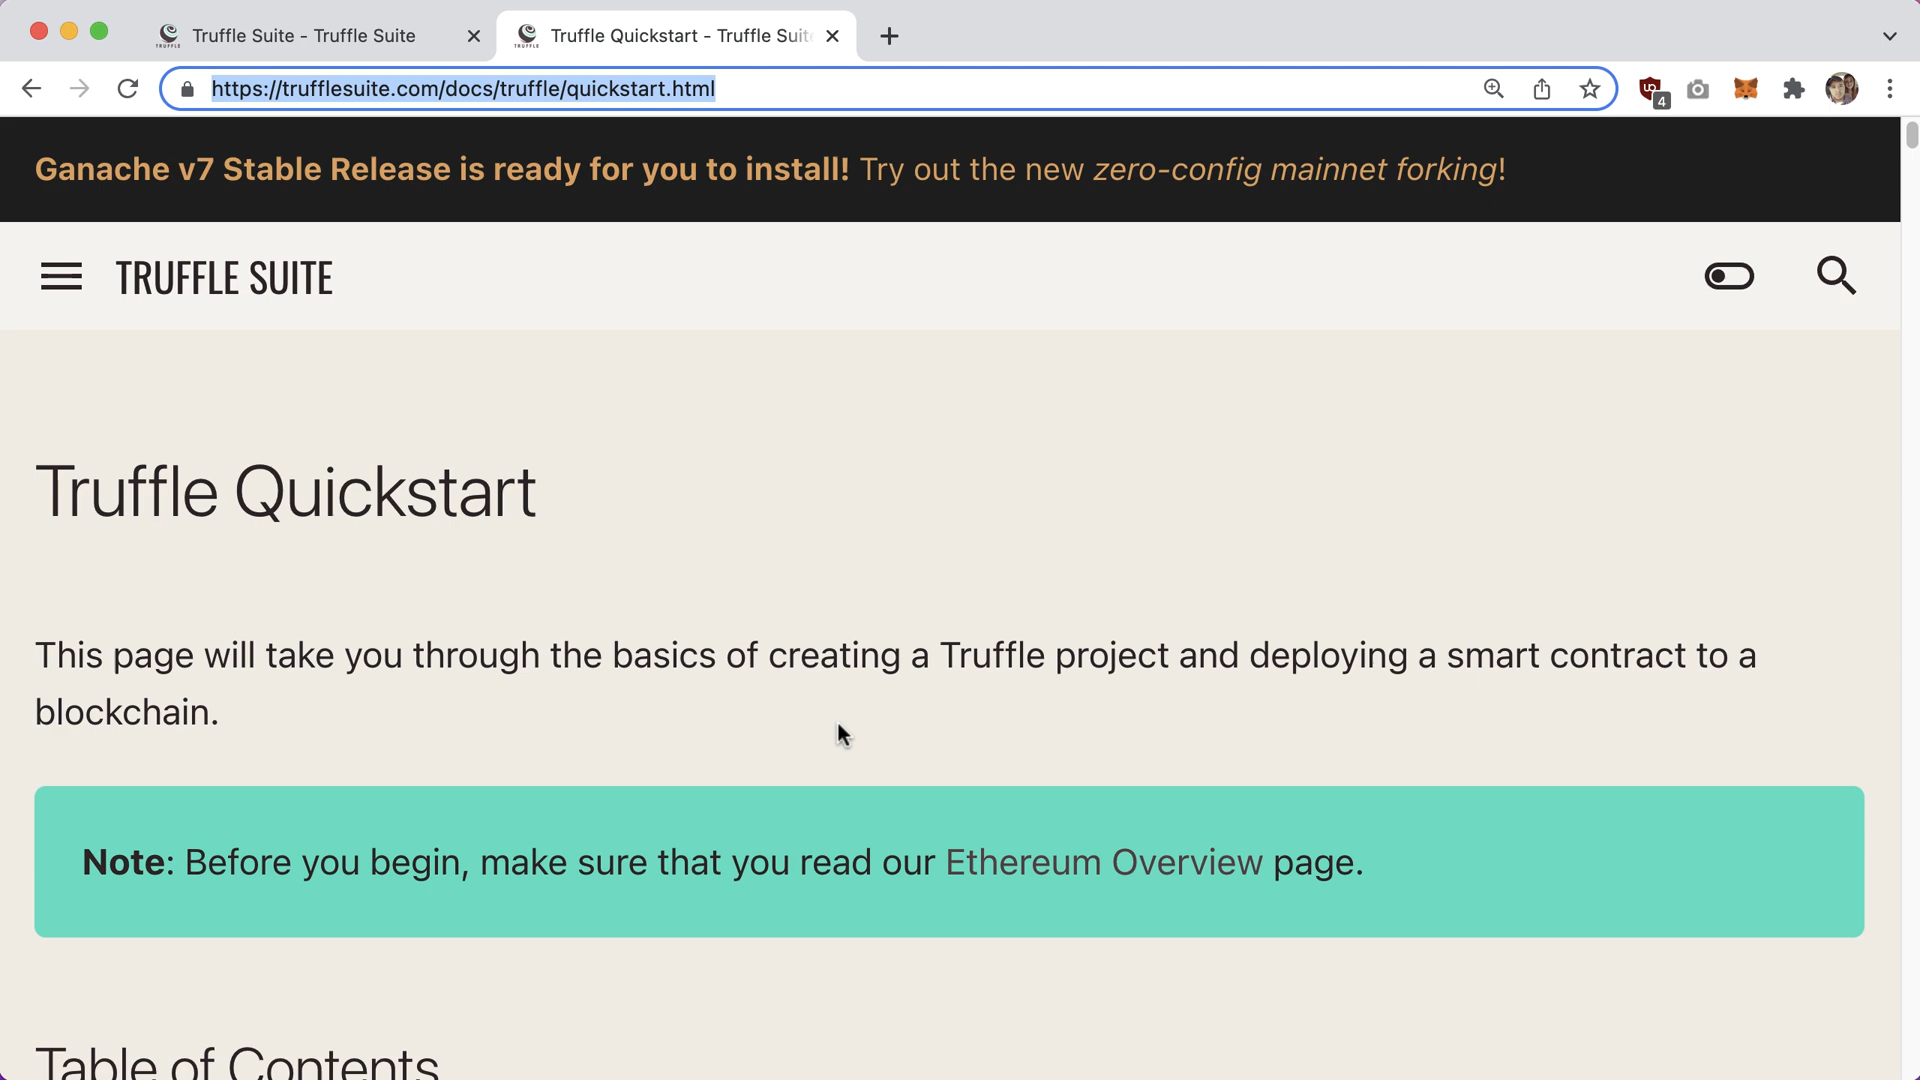 Truffle Suite - Truffle Suite
Truffle Quickstart - Truffle Suite
https://trufflesuite.com/docs/truffle/quickstart.html
4
Ganache v7 Stable Release is ready for you to install! Try out the new zero-config mainnet forking!
TRUFFLE SUITE
Truffle Quickstart
This page will take you through the basics of creating a Truffle project and deploying a smart contract to a
blockchain.
Note: Before you begin, make sure that you read our Ethereum Overview page.
Table of Contents